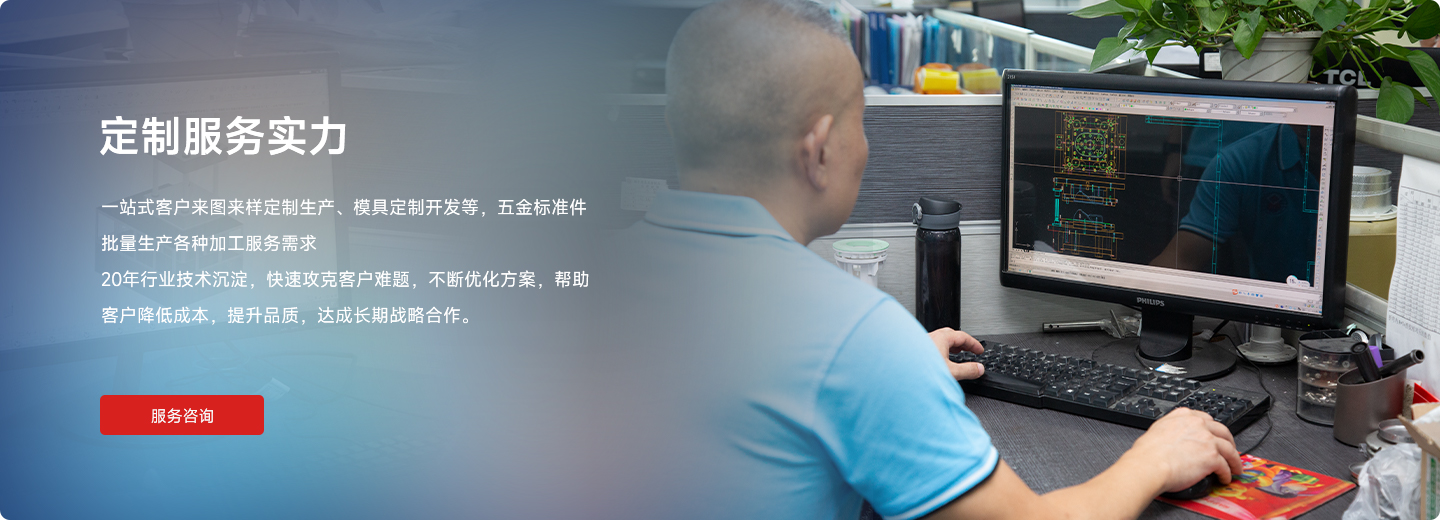 定制服务实力
一站式客户来图来样定制生产、模具定制开发等，五金标准件
批量生产各种加工服务需求
20年行业技术沉淀，快速攻克客户难题，不断优化方案，帮助
客户降低成本，提升品质，达成长期战略合作。
服务咨询
TCL
PHILIPS